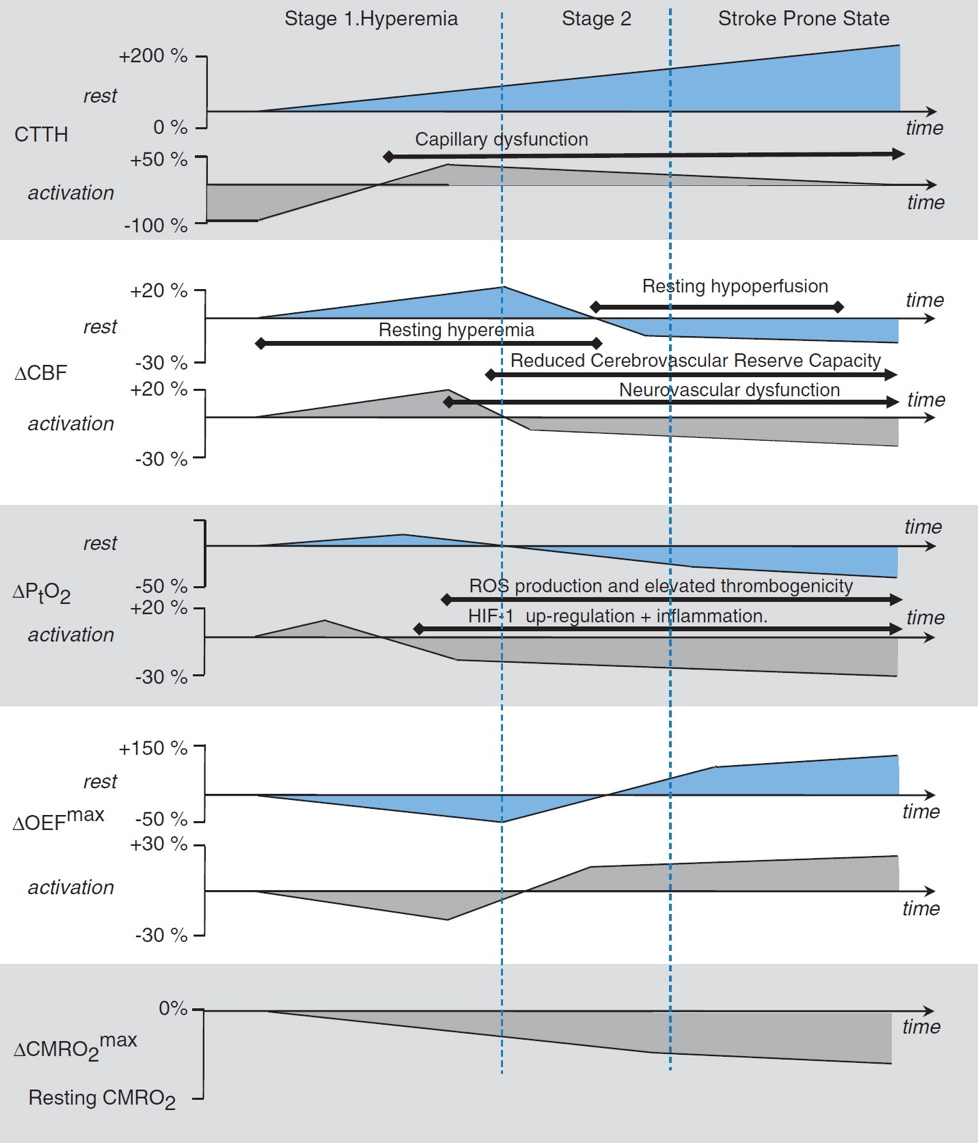 Stage 1.Hyperemia Stage 2 Stroke Prone State
+200 %
rest
0 %
time
CTTH
Capillary dysfunction
+50 %
activation
time
-100 %
+20 %
Resting hypoperfusion
time
rest
Resting hyperemia
-30 %
Reduced Cerebrovascular Reserve Capacity
ΔCBF
+20 %
Neurovascular dysfunction
time
activation
-30 %
time
rest
-50 %
ROS production and elevated thrombogenicity
ΔPtO2
+20 %
HIF-1 up-regulation + inflammation.
time
activation
-30 %
+150 %
rest
time
-50 %
ΔOEFmax
+30 %
activation
time
-30 %
0%
time
ΔCMRO2max
Resting CMRO2